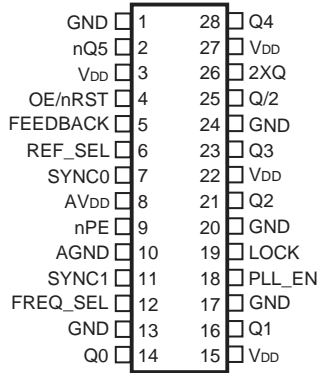 GND 1 28 Q4
nQ5 2 27 VDD
VDD 3 26 2XQ
OE/nRST 4 25 Q/2
FEEDBACK 5 24 GND
REF_SEL 6 23 Q3
SYNC0 7 22 VDD
AVDD 8 21 Q2
nPE 9 20 GND
AGND 10 19 LOCK
SYNC1 11 18 PLL_EN
FREQ_SEL 12 17 GND
GND 13 16 Q1
Q0 14 15 VDD